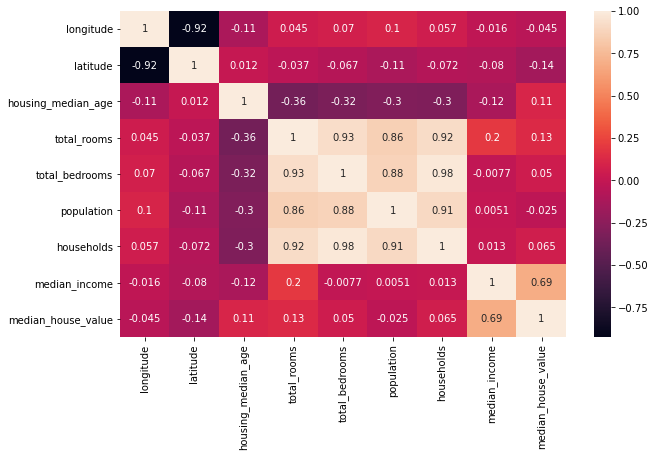 longitude 1 -0.92 -0.11 0.045 0.07 0.1 0.057 -0.016 -0.045
latitude -0.92 1 0.012 -0.037 -0.067 -0.11 -0.072 -0.08 -0.14
housing_median_age -0.11 0.012 1 -0.36 -0.32 -0.3 -0.3 -0.12 0.11
total_rooms 0.045 -0.037 -0.36 1 0.93 0.86 0.92 0.2 0.13
total_bedrooms 0.07 -0.067 -0.32 0.93 1 0.88 0.98 -0.0077 0.05
population 0.1 -0.11 -0.3 0.86 0.88 1 0.91 0.0051 -0.025
households 0.057 -0.072 -0.3 0.92 0.98 0.91 1 0.013 0.065
median_income -0.016 -0.08 -0.12 0.2 -0.0077 0.0051 0.013 1 0.69
median_house_value -0.045 -0.14 0.11 0.13 0.05 -0.025 0.065 0.69 1
longitude
latitude
housing_median_age
total_rooms
total_bedrooms
population
households
median_income
median_house_value
1.00
0.75
0.50
0.25
0.00
−0.25
−0.50
−0.75